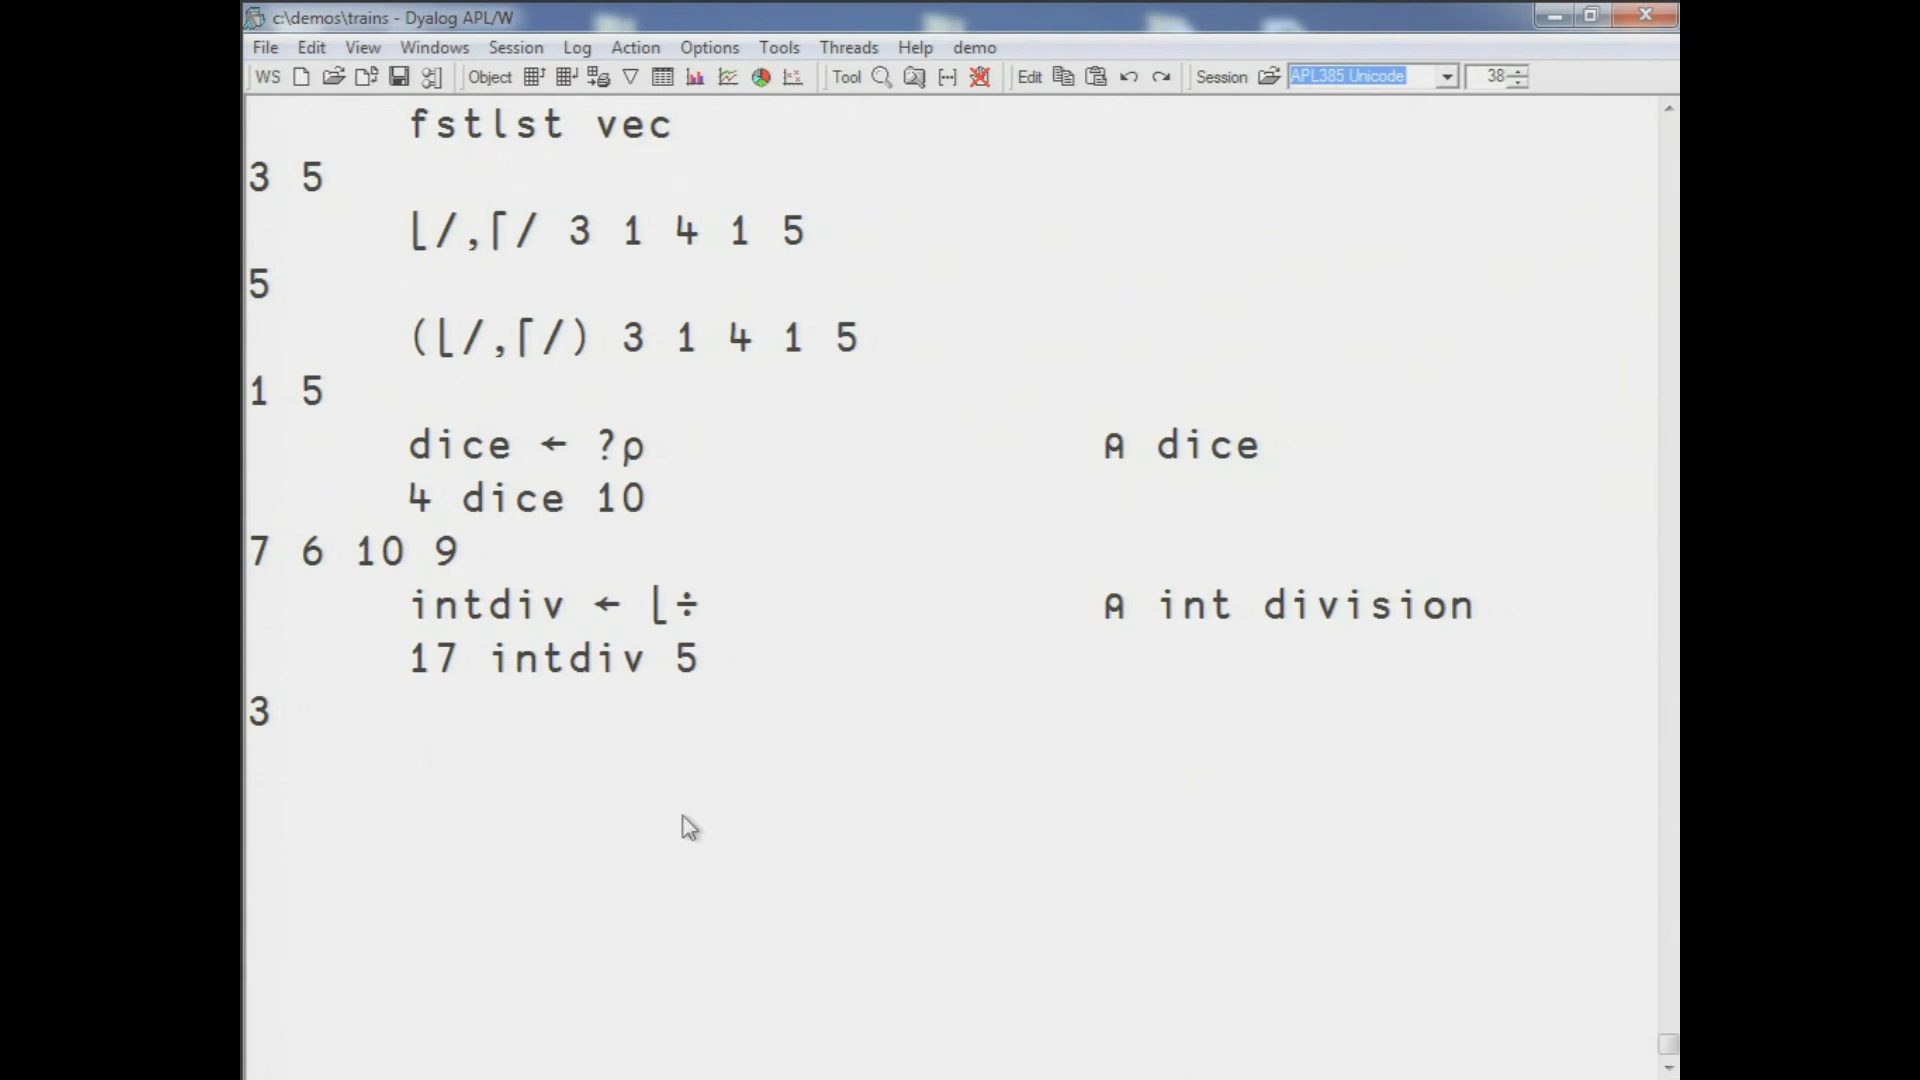 c:\demos\trains - Dyalog APL/W
File Edit View Windows Session Log Action Options Tools Threads Help demo
WS Object Tool Edit Session APL385 Unicode 38
fstlst vec
3 5
⌊/,⌈/ 3 1 4 1 5
5
(⌊/,⌈/) 3 1 4 1 5
1 5
dice ← ?⍴ ⍝ dice
4 dice 10
7 6 10 9
intdiv ← ⌊÷ ⍝ int division
17 intdiv 5
3